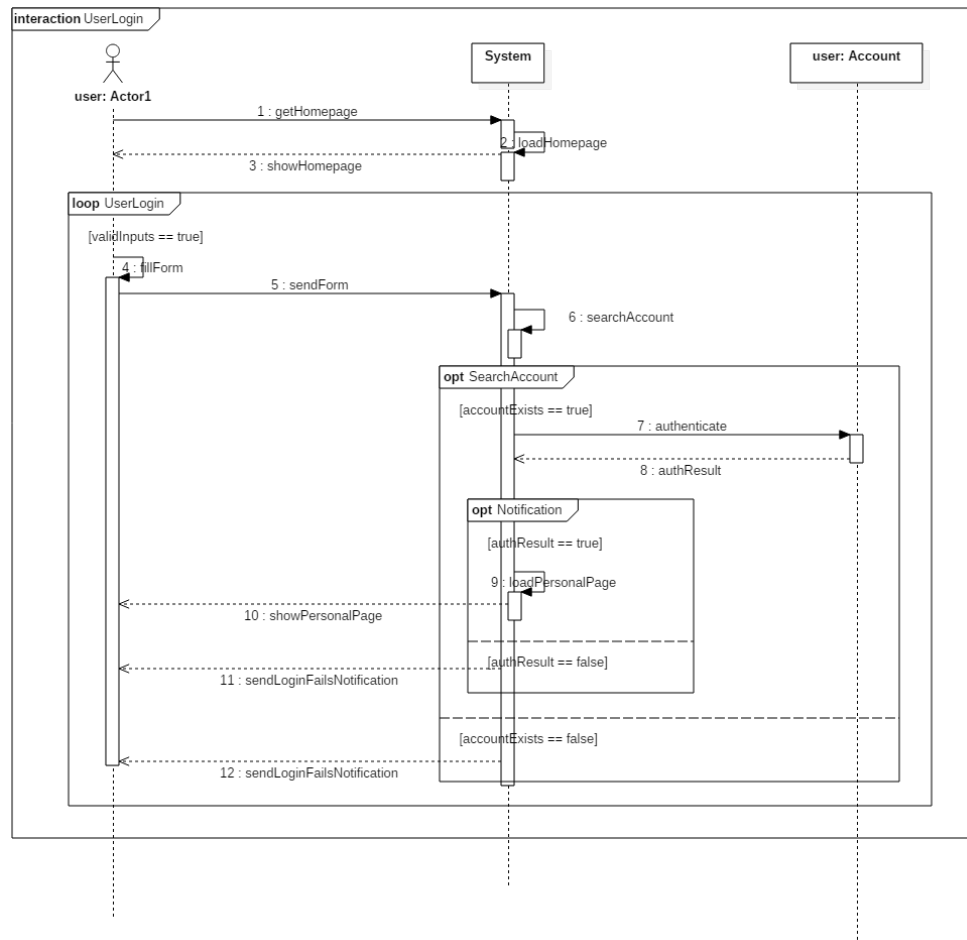 interaction UserLogin
System
user: Account
user: Actor1
1 : getHomepage
2 : loadHomepage
3 : showHomepage
loop UserLogin
[validInputs == true]
4 : fillForm
5 : sendForm
6 : searchAccount
opt SearchAccount
[accountExists == true]
7 : authenticate
8 : authResult
opt Notification
[authResult == true]
9 : loadPersonalPage
10 : showPersonalPage
[authResult == false]
11 : sendLoginFailsNotification
[accountExists == false]
12 : sendLoginFailsNotification